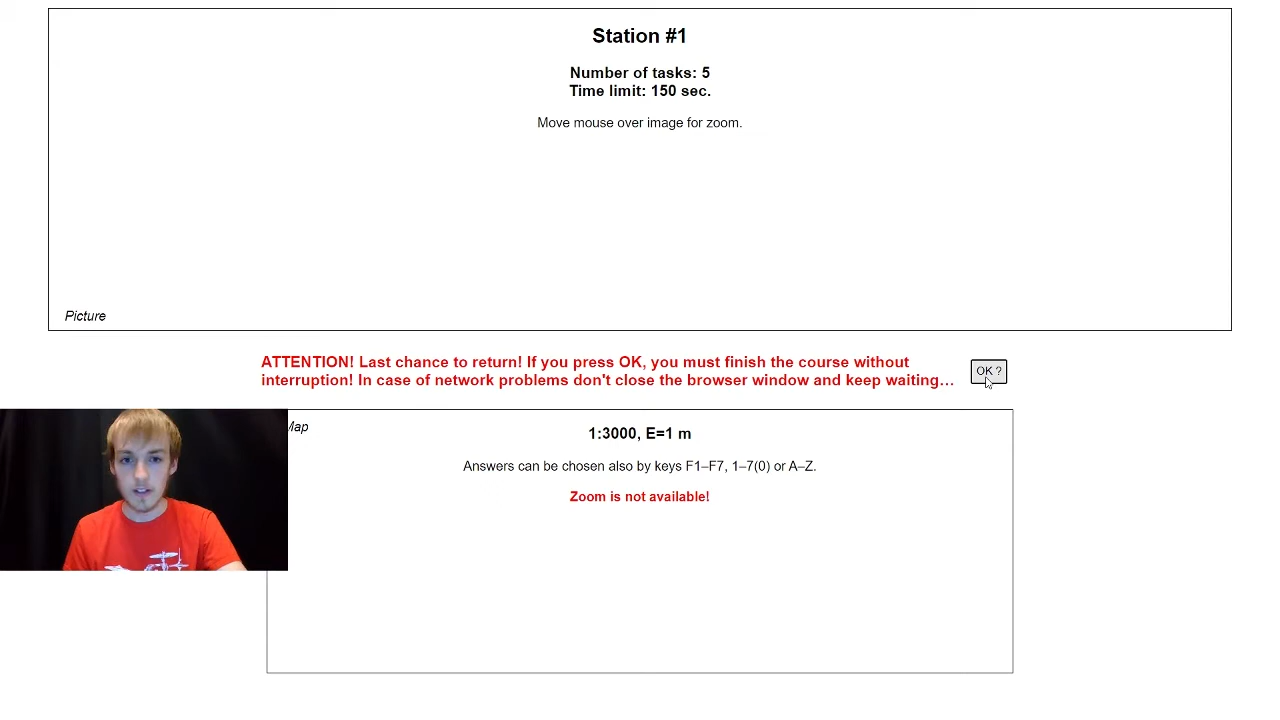 Station #1
Number of tasks: 5
Time limit: 150 sec.
Move mouse over image for zoom.
Picture
ATTENTION! Last chance to return! If you press OK, you must finish the course without
interruption! In case of network problems don't close the browser window and keep waiting…
OK ?
Map
1:3000, E=1 m
Answers can be chosen also by keys F1–F7, 1–7(0) or A–Z.
Zoom is not available!